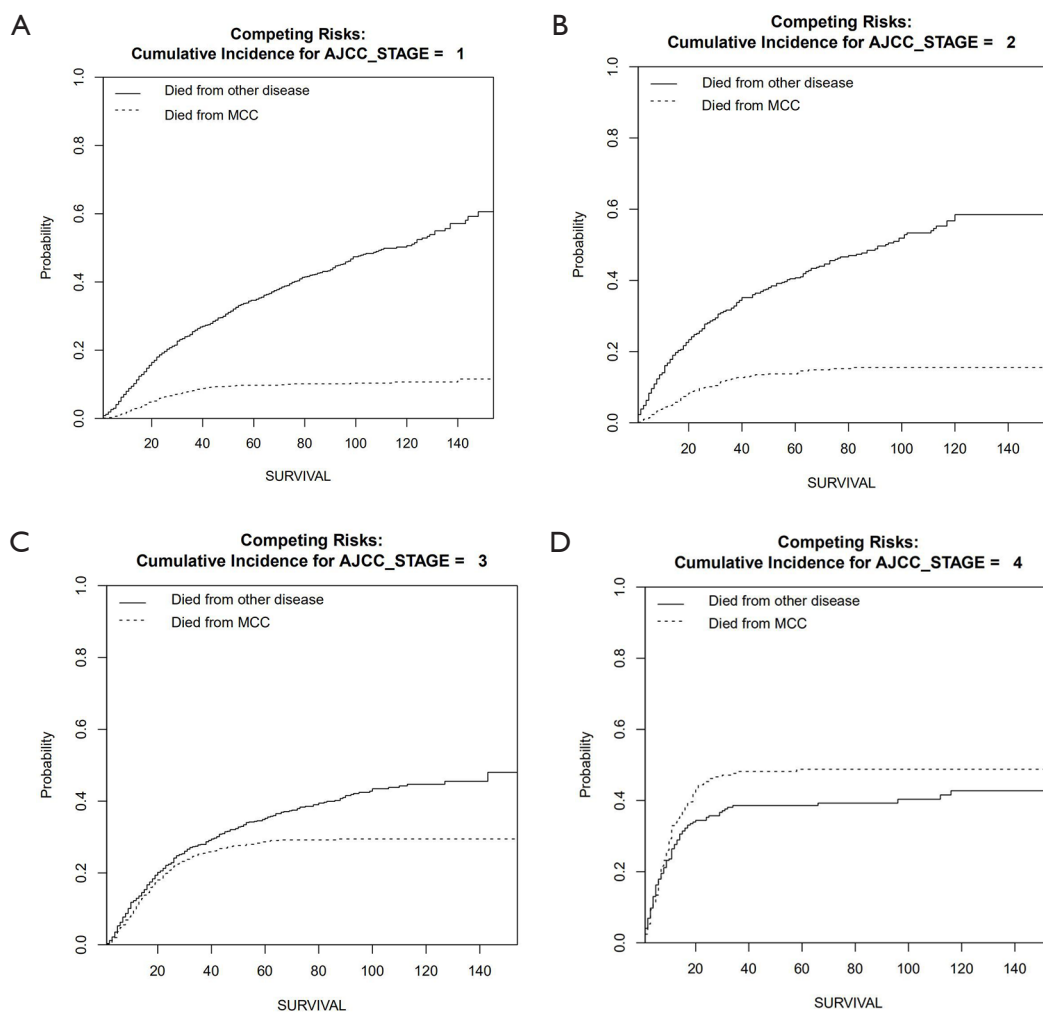 A
Competing Risks:
Cumulative Incidence for AJCC_STAGE = 1
Died from other disease
Died from MCC
Probability
1.0
0.8
0.6
0.4
0.2
0.0
20 40 60 80 100 120 140
SURVIVAL
B
Competing Risks:
Cumulative Incidence for AJCC_STAGE = 2
Died from other disease
Died from MCC
Probability
1.0
0.8
0.6
0.4
0.2
0.0
20 40 60 80 100 120 140
SURVIVAL
C
Competing Risks:
Cumulative Incidence for AJCC_STAGE = 3
Died from other disease
Died from MCC
Probability
1.0
0.8
0.6
0.4
0.2
0.0
20 40 60 80 100 120 140
SURVIVAL
D
Competing Risks:
Cumulative Incidence for AJCC_STAGE = 4
Died from other disease
Died from MCC
Probability
1.0
0.8
0.6
0.4
0.2
0.0
20 40 60 80 100 120 140
SURVIVAL